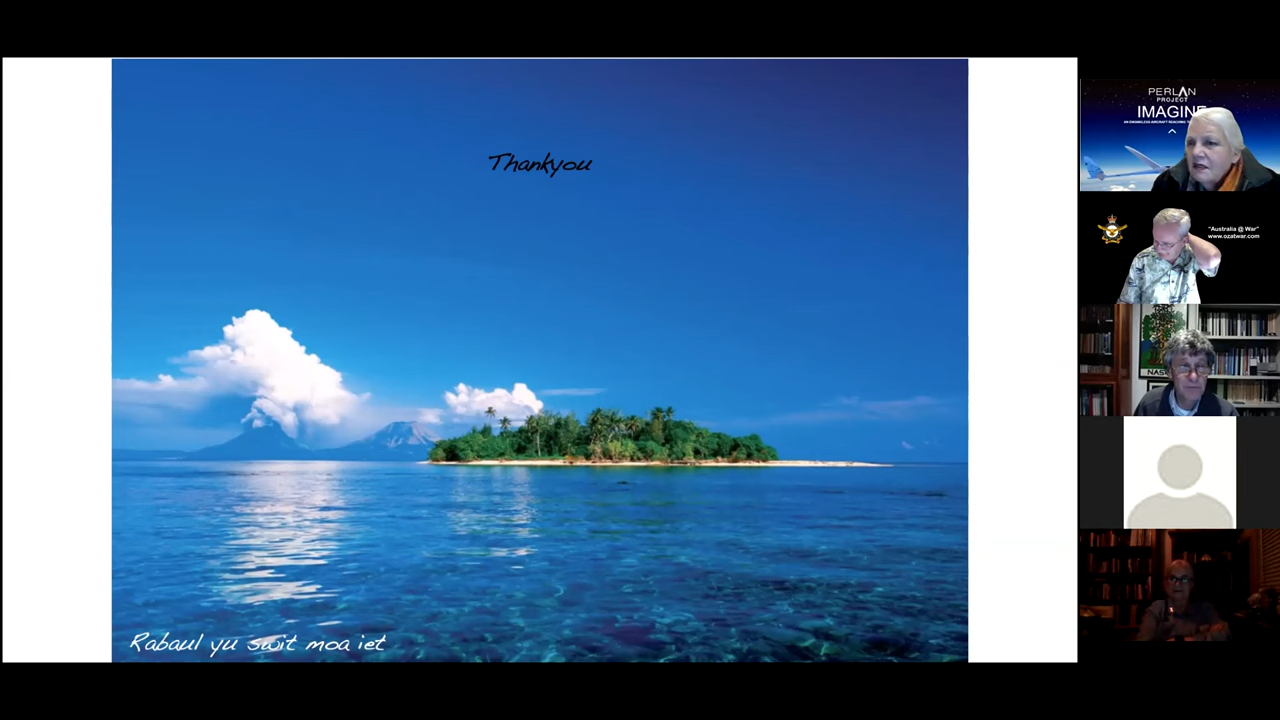 Thankyou
Rabaul yu swit moa iet
PERLAN
PROJECT
IMAGINE
"Australia @ War"
www.ozatwar.com